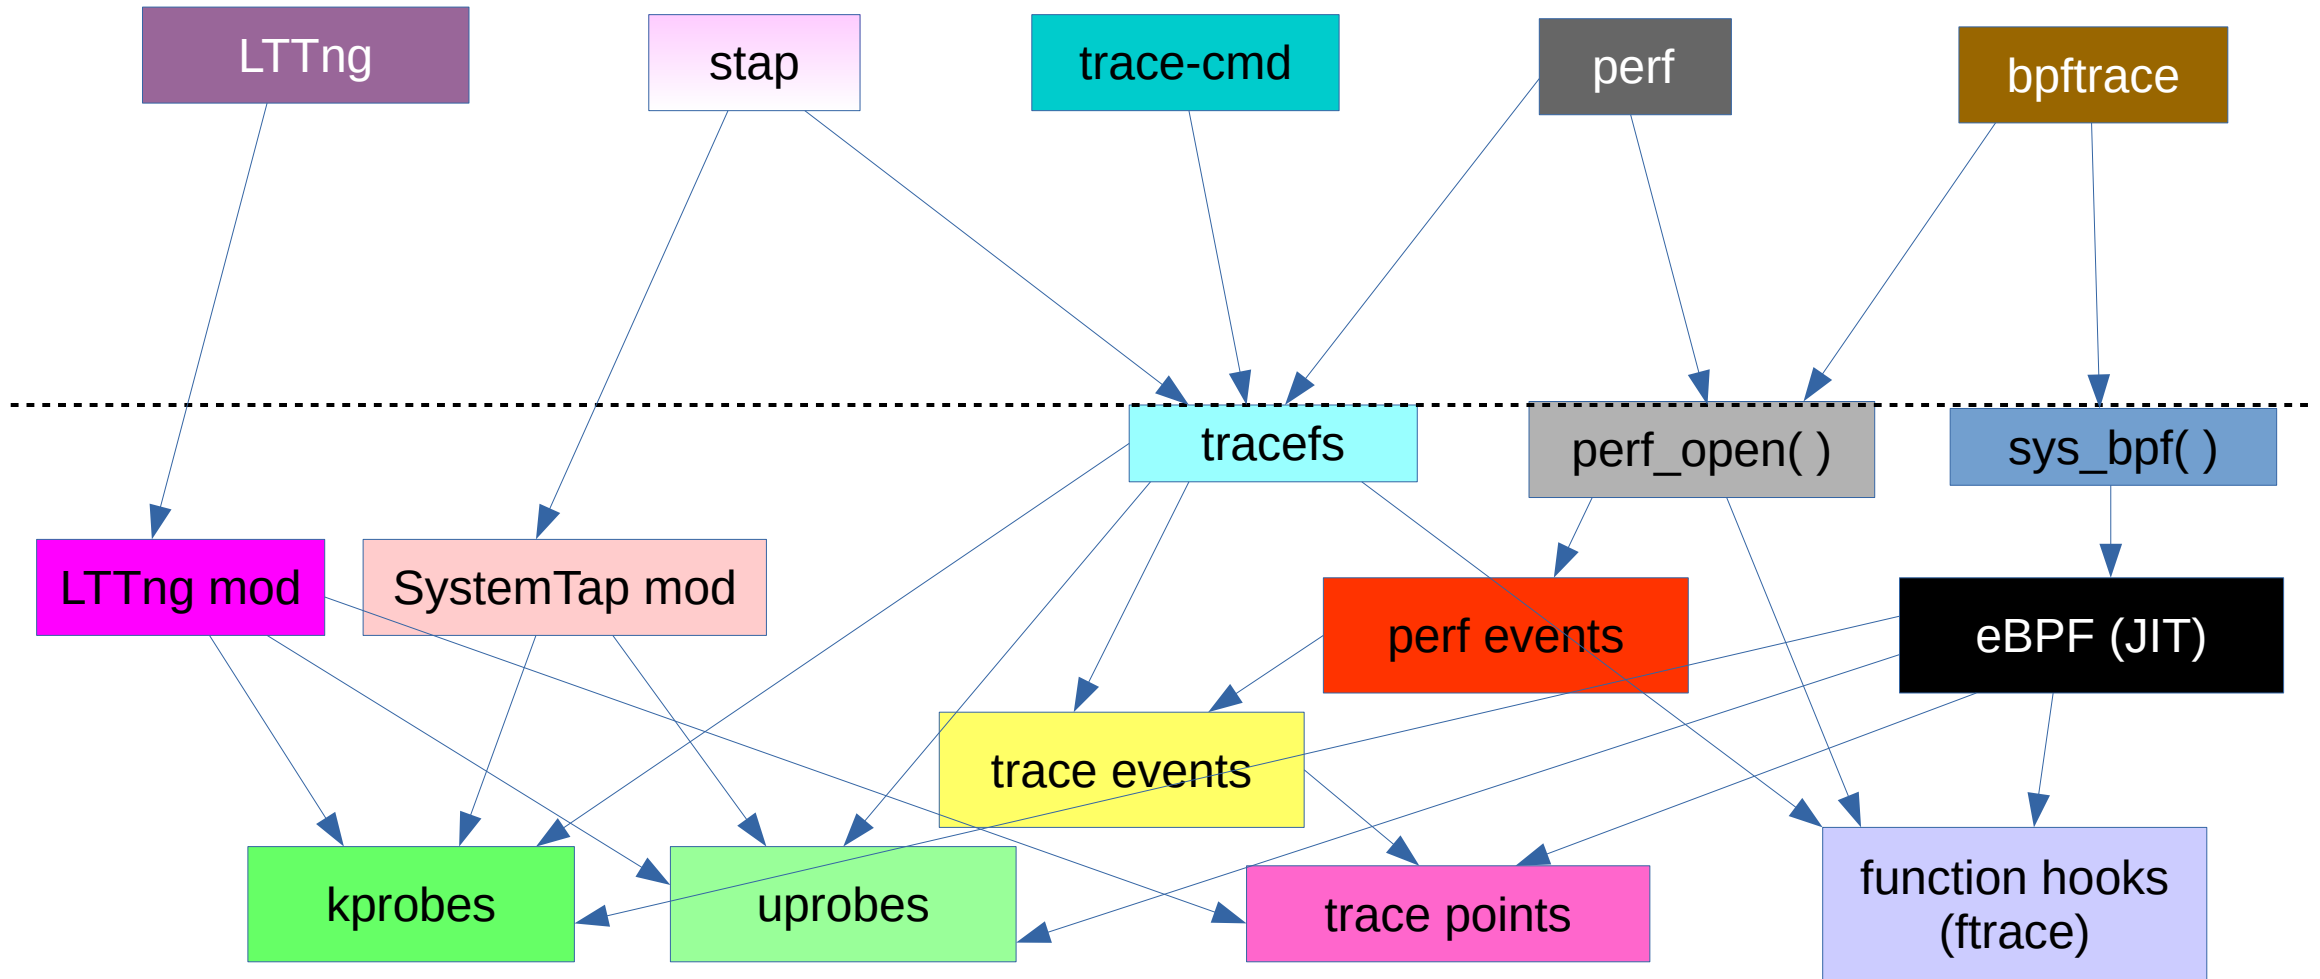 LTTng
stap
trace-cmd
perf
bpftrace
tracefs
perf_open( )
sys_bpf( )
LTTng mod
SystemTap mod
perf events
eBPF (JIT)
trace events
kprobes
uprobes
trace points
function hooks
(ftrace)